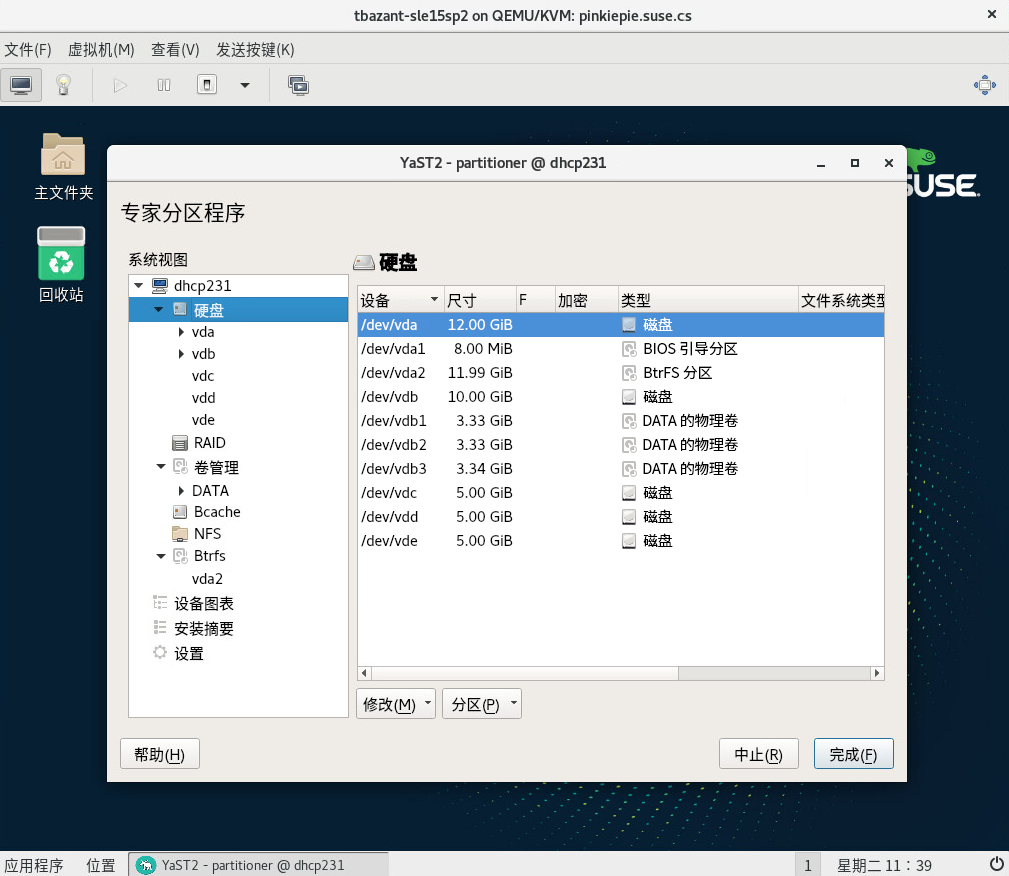 tbazant-sle15sp2 on QEMU/KVM: pinkiepie.suse.cs
文件(F) 虚拟机(M) 查看(V) 发送按键(K)
主文件夹
回收站
SUSE.
YaST2 - partitioner @ dhcp231
专家分区程序
系统视图
dhcp231
硬盘
vda
vdb
vdc
vdd
vde
RAID
卷管理
DATA
Bcache
NFS
Btrfs
vda2
设备图表
安装摘要
设置
硬盘
设备 尺寸 F 加密 类型 文件系统类型
/dev/vda 12.00 GiB 磁盘
/dev/vda1 8.00 MiB BIOS 引导分区
/dev/vda2 11.99 GiB BtrFS 分区
/dev/vdb 10.00 GiB 磁盘
/dev/vdb1 3.33 GiB DATA 的物理卷
/dev/vdb2 3.33 GiB DATA 的物理卷
/dev/vdb3 3.34 GiB DATA 的物理卷
/dev/vdc 5.00 GiB 磁盘
/dev/vdd 5.00 GiB 磁盘
/dev/vde 5.00 GiB 磁盘
修改(M) 分区(P)
帮助(H) 中止(R) 完成(F)
应用程序 位置 YaST2 - partitioner @ dhcp231 1 星期二 11：39